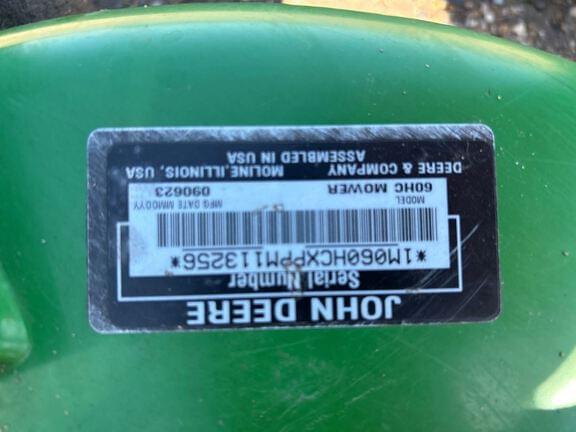 JOHN DEERE
Serial Number
*1M060HCXPPM113256*
MODEL MFG DATE MMDDYY
60HC MOWER 090623
DEERE & COMPANY MOLINE,ILLINOIS, USA
ASSEMBLED IN USA